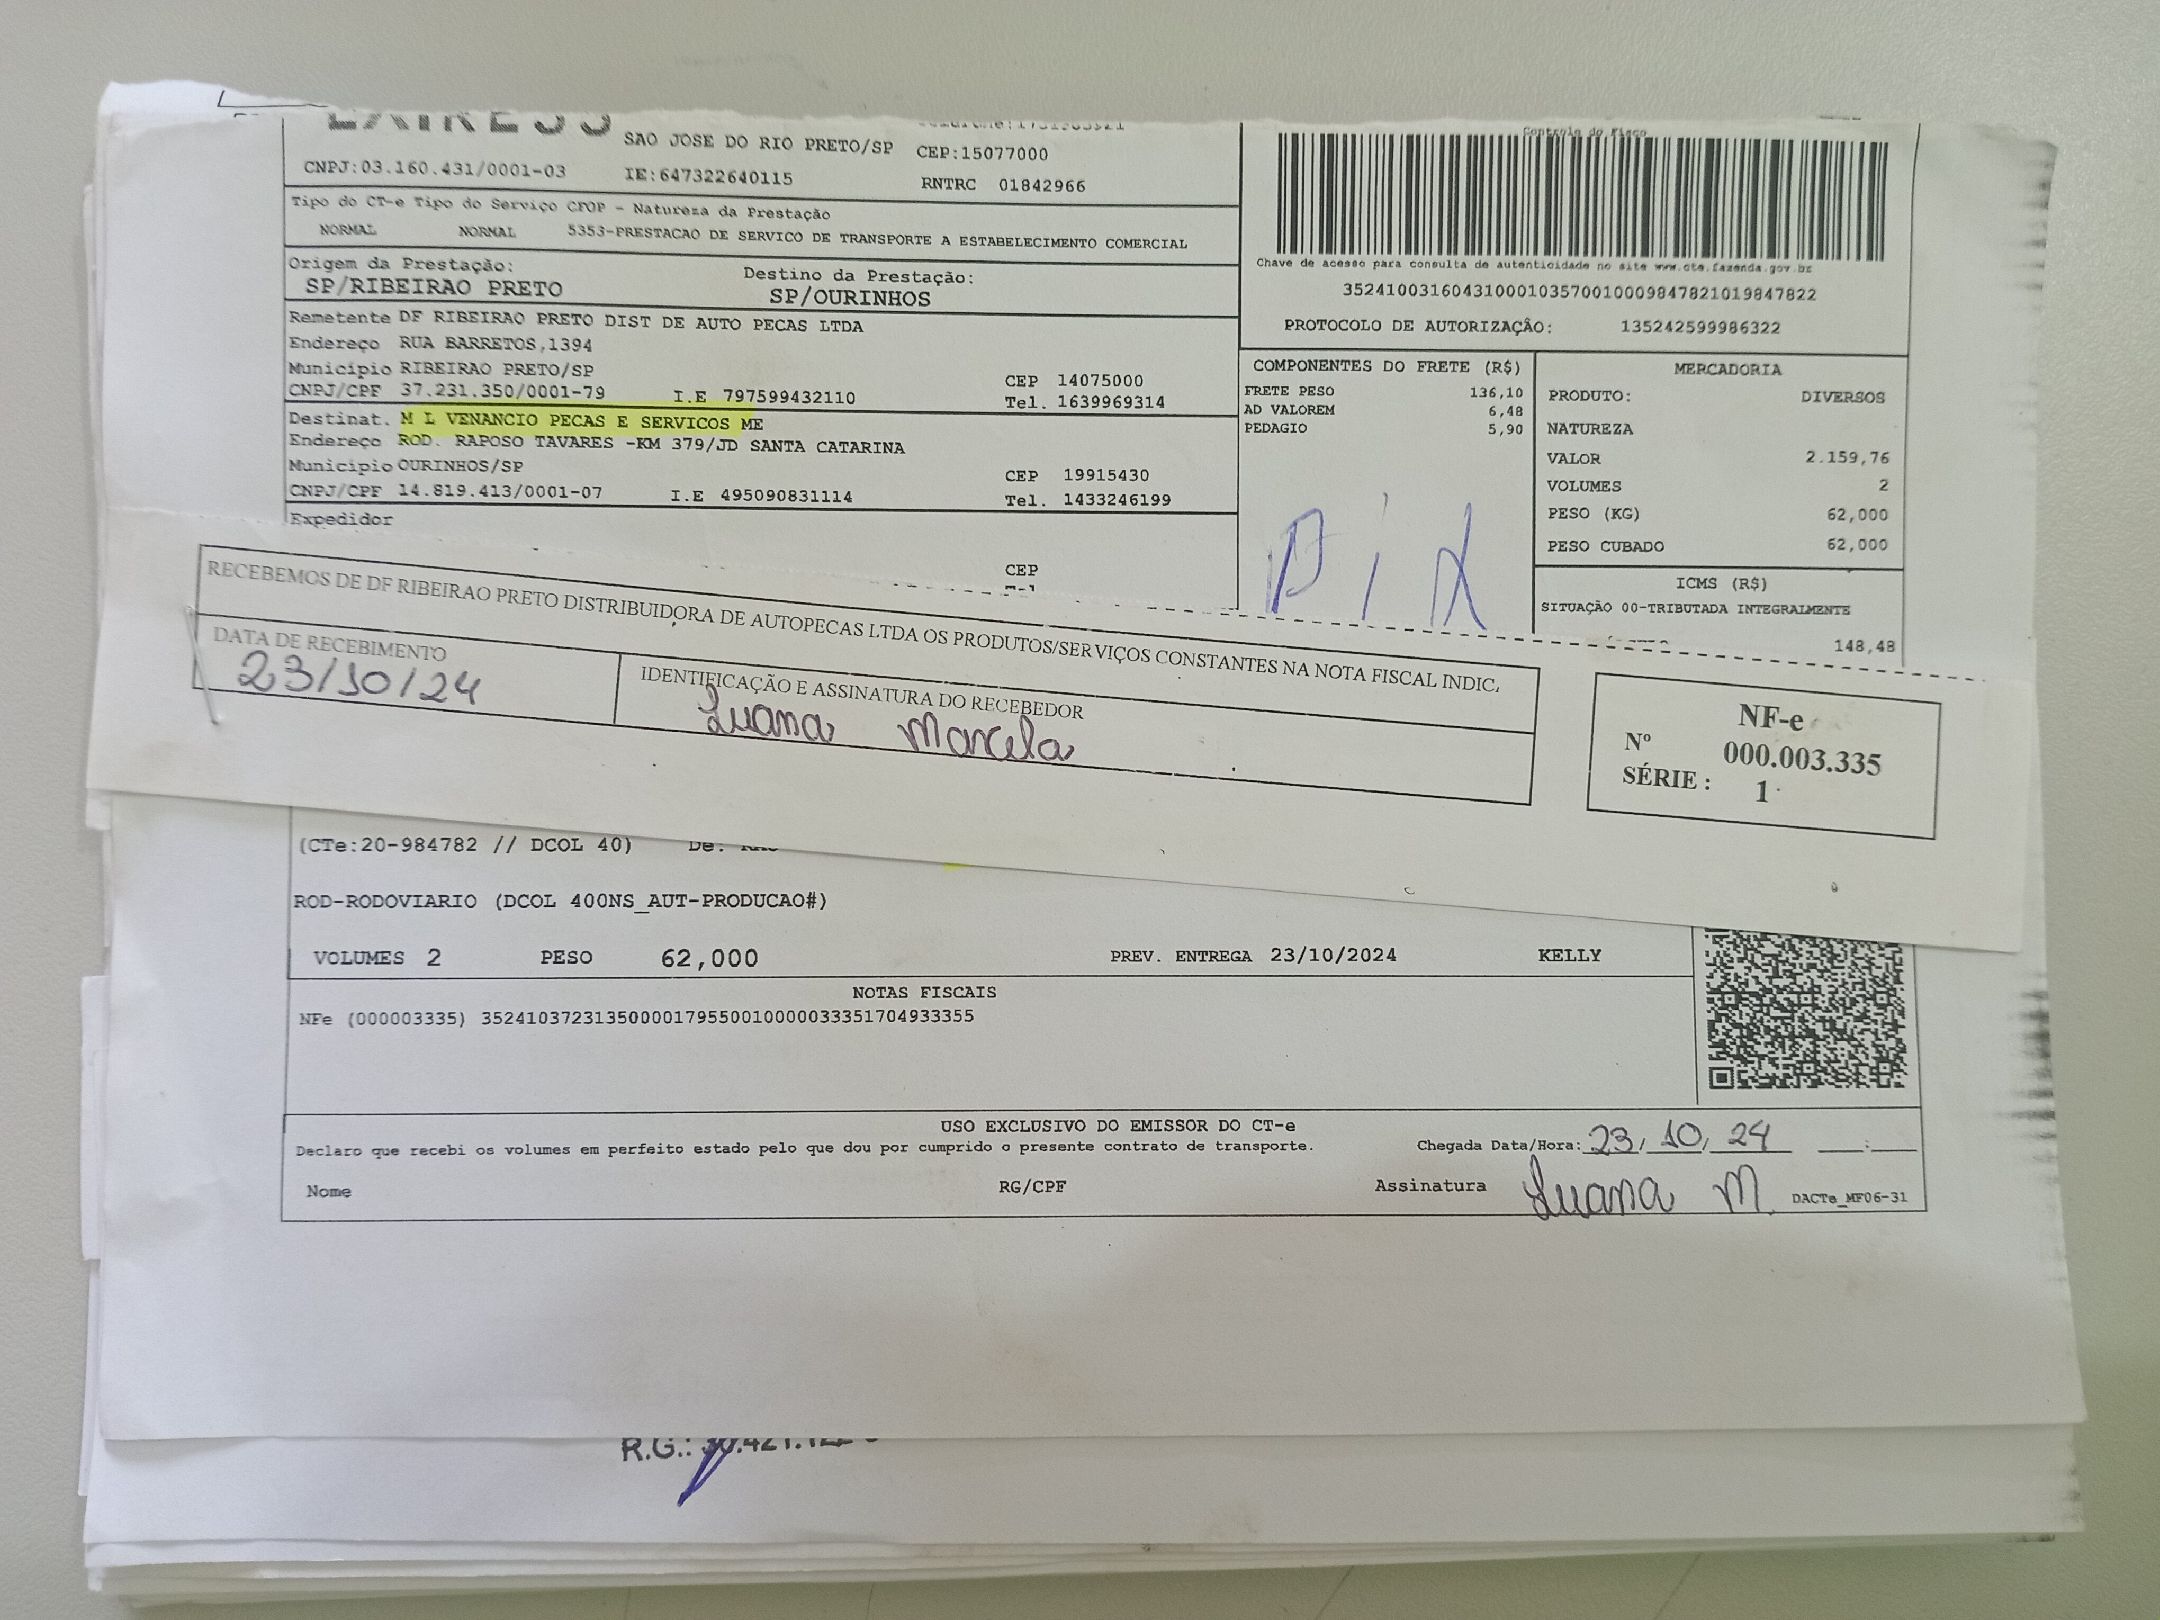 EXPRESS
SAO JOSE DO RIO PRETO/SP CEP:15077000
Controle do Fisco
CNPJ:03.160.431/0001-03 IE:647322640115 RNTRC 01842966
Tipo do CT-e Tipo do Serviço CFOP - Natureza da Prestação
NORMAL NORMAL 5353-PRESTACAO DE SERVICO DE TRANSPORTE A ESTABELECIMENTO COMERCIAL
Chave de acesso para consulta de autenticidade no site www.cte.fazenda.gov.br
35241003160431000103570010009847821019847822
PROTOCOLO DE AUTORIZAÇÃO: 135242599986322
Origem da Prestação: Destino da Prestação:
SP/RIBEIRAO PRETO SP/OURINHOS
Remetente DF RIBEIRAO PRETO DIST DE AUTO PECAS LTDA
Endereço RUA BARRETOS,1394
Município RIBEIRAO PRETO/SP CEP 14075000
CNPJ/CPF 37.231.350/0001-79 I.E 797599432110 Tel. 1639969314
Destinat. M L VENANCIO PECAS E SERVICOS ME
Endereço ROD. RAPOSO TAVARES -KM 379/JD SANTA CATARINA
Município OURINHOS/SP CEP 19915430
CNPJ/CPF 14.819.413/0001-07 I.E 495090831114 Tel. 1433246199
Expedidor
CEP
COMPONENTES DO FRETE (R$)
FRETE PESO 136,10
AD VALOREM 6,48
PEDAGIO 5,90
Pix
MERCADORIA
PRODUTO: DIVERSOS
NATUREZA
VALOR 2.159,76
VOLUMES 2
PESO (KG) 62,000
PESO CUBADO 62,000
ICMS (R$)
SITUAÇÃO 00-TRIBUTADA INTEGRALMENTE
148,48
RECEBEMOS DE DF RIBEIRAO PRETO DISTRIBUIDORA DE AUTOPECAS LTDA OS PRODUTOS/SERVIÇOS CONSTANTES NA NOTA FISCAL INDIC.
DATA DE RECEBIMENTO
23/10/24
IDENTIFICAÇÃO E ASSINATURA DO RECEBEDOR
Luana Marcela
NF-e
Nº 000.003.335
SÉRIE : 1
(CTe:20-984782 // DCOL 40) De:
ROD-RODOVIARIO (DCOL 400NS_AUT-PRODUCAO#)
VOLUMES 2 PESO 62,000 PREV. ENTREGA 23/10/2024 KELLY
NOTAS FISCAIS
NFe (000003335) 35241037231350000179550010000033351704933355
USO EXCLUSIVO DO EMISSOR DO CT-e
Declaro que recebi os volumes em perfeito estado pelo que dou por cumprido o presente contrato de transporte. Chegada Data/Hora: 23/10/24 __:__
Nome RG/CPF Assinatura Luana M. DACTe_MF06-31
R.G.: